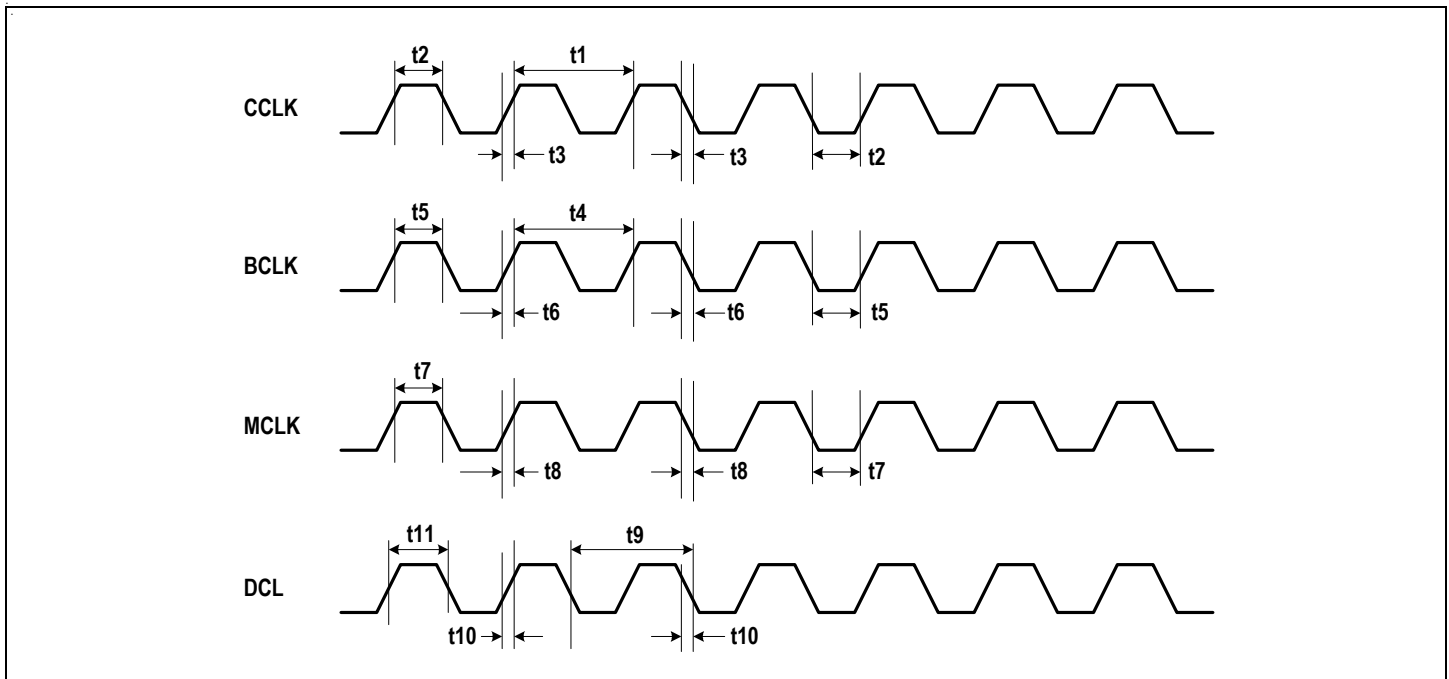 t2 t1
CCLK
t3 t3 t2
t5 t4
BCLK
t6 t6 t5
t7
MCLK
t8 t8 t7
t11 t9
DCL
t10 t10